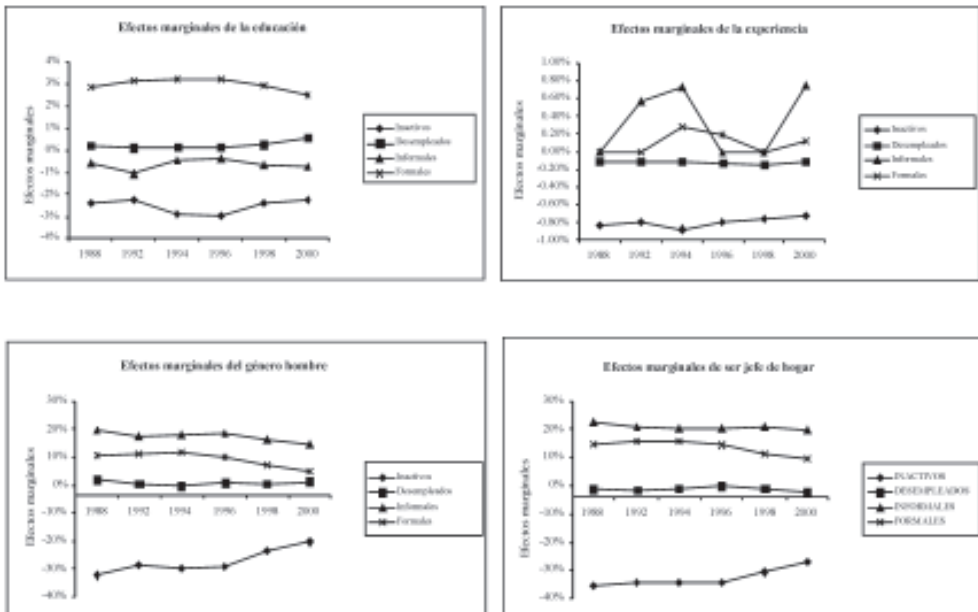 Efectos marginales de la educación
Efectos marginales
4%
3%
2%
1%
0%
-1%
-2%
-3%
-4%
1988 1992 1994 1996 1998 2000
Inactivos
Desempleados
Informales
Formales
Efectos marginales de la experiencia
Efectos marginales
1.00%
0.80%
0.60%
0.40%
0.20%
0.00%
-0.20%
-0.40%
-0.60%
-0.80%
-1.00%
1988 1992 1994 1996 1998 2000
Inactivos
Desempleados
Informales
Formales
Efectos marginales del género hombre
Efectos marginales
30%
20%
10%
0%
-10%
-20%
-30%
-40%
1988 1992 1994 1996 1998 2000
Inactivos
Desempleados
Informales
Formales
Efectos marginales de ser jefe de hogar
Efectos marginales
30%
20%
10%
0%
-10%
-20%
-30%
-40%
1988 1992 1994 1996 1998 2000
INACTIVOS
DESEMPLEADOS
INFORMALES
FORMALES